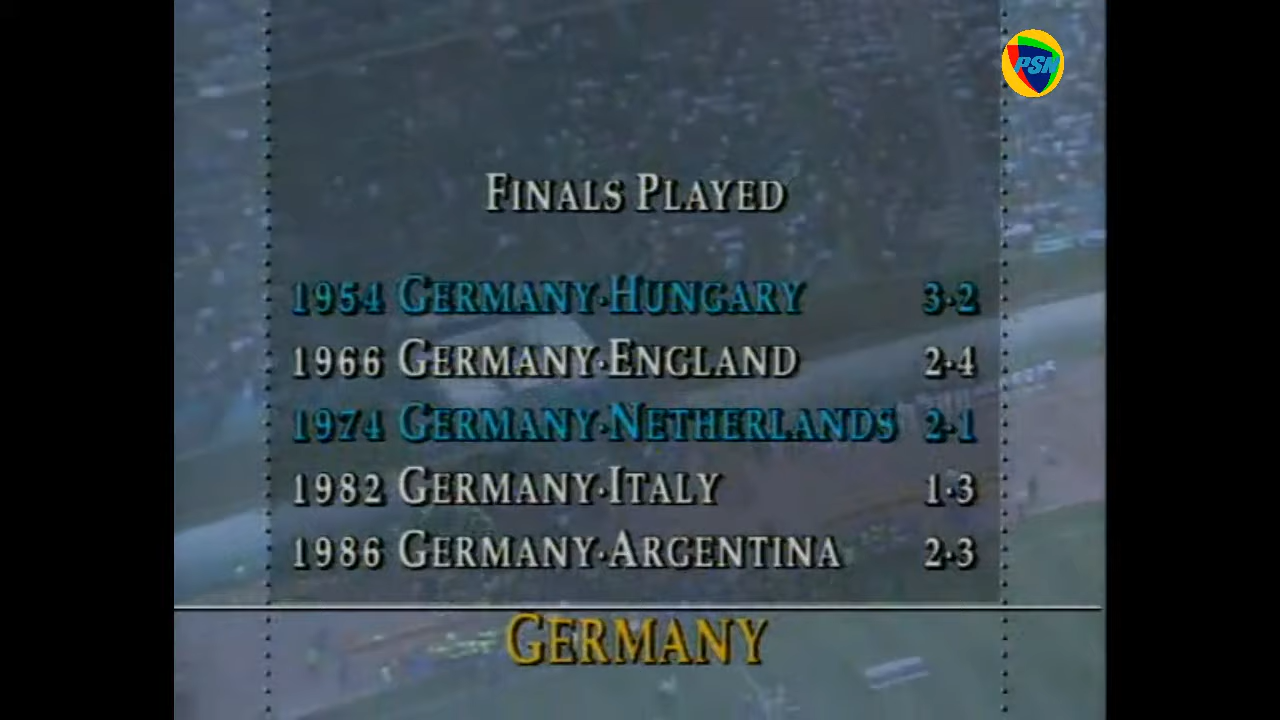 PSN
FINALS PLAYED
1954 GERMANY·HUNGARY 3·2
1966 GERMANY·ENGLAND 2·4
1974 GERMANY·NETHERLANDS 2·1
1982 GERMANY·ITALY 1·3
1986 GERMANY·ARGENTINA 2·3
GERMANY